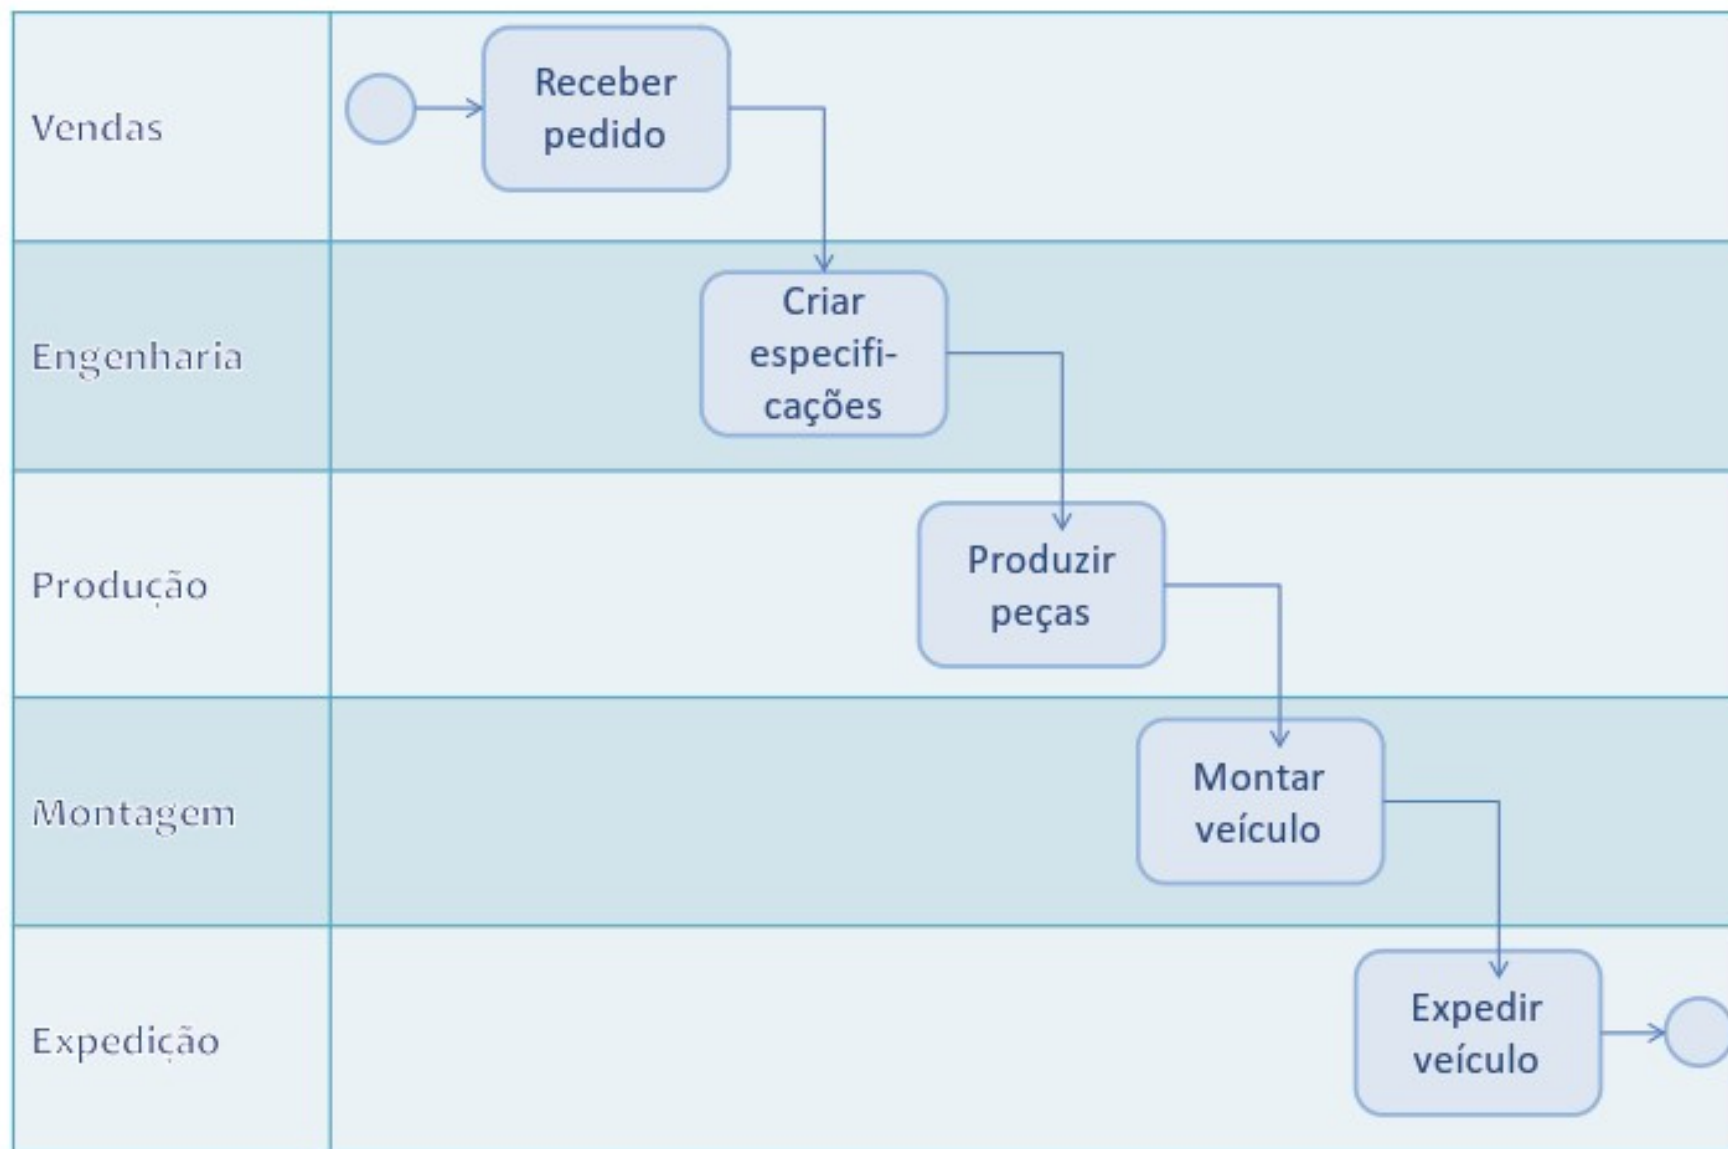 Vendas
Receber
pedido
Engenharia
Criar
especifi-
cações
Produção
Produzir
peças
Montagem
Montar
veículo
Expedição
Expedir
veículo